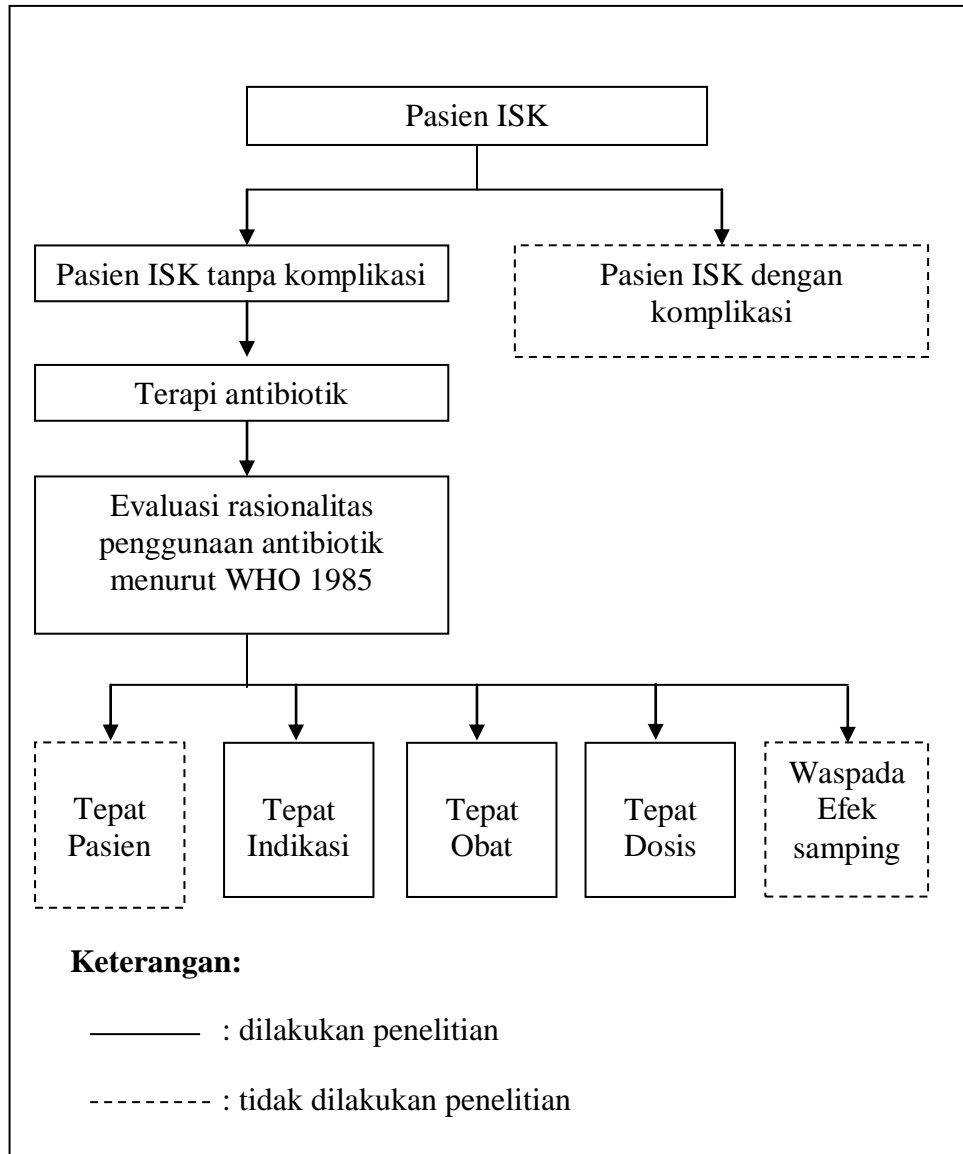 Pasien ISK
Pasien ISK tanpa komplikasi
Pasien ISK dengan
komplikasi
Terapi antibiotik
Evaluasi rasionalitas
penggunaan antibiotik
menurut WHO 1985
Tepat
Pasien
Tepat
Indikasi
Tepat
Obat
Tepat
Dosis
Waspada
Efek
samping
Keterangan:
: dilakukan penelitian
: tidak dilakukan penelitian